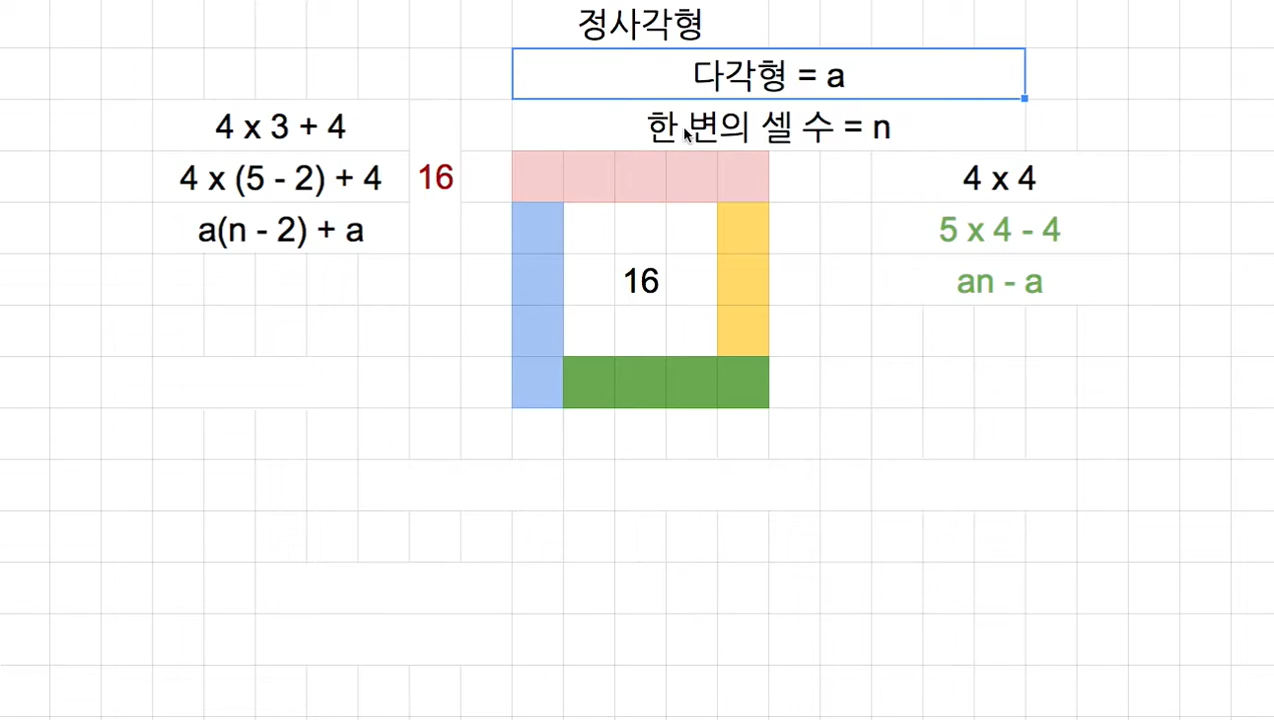 정사각형
다각형 = a
4 x 3 + 4
한 변의 셀 수 = n
4 x (5 - 2) + 4
16
4 x 4
a(n - 2) + a
5 x 4 - 4
16
an - a